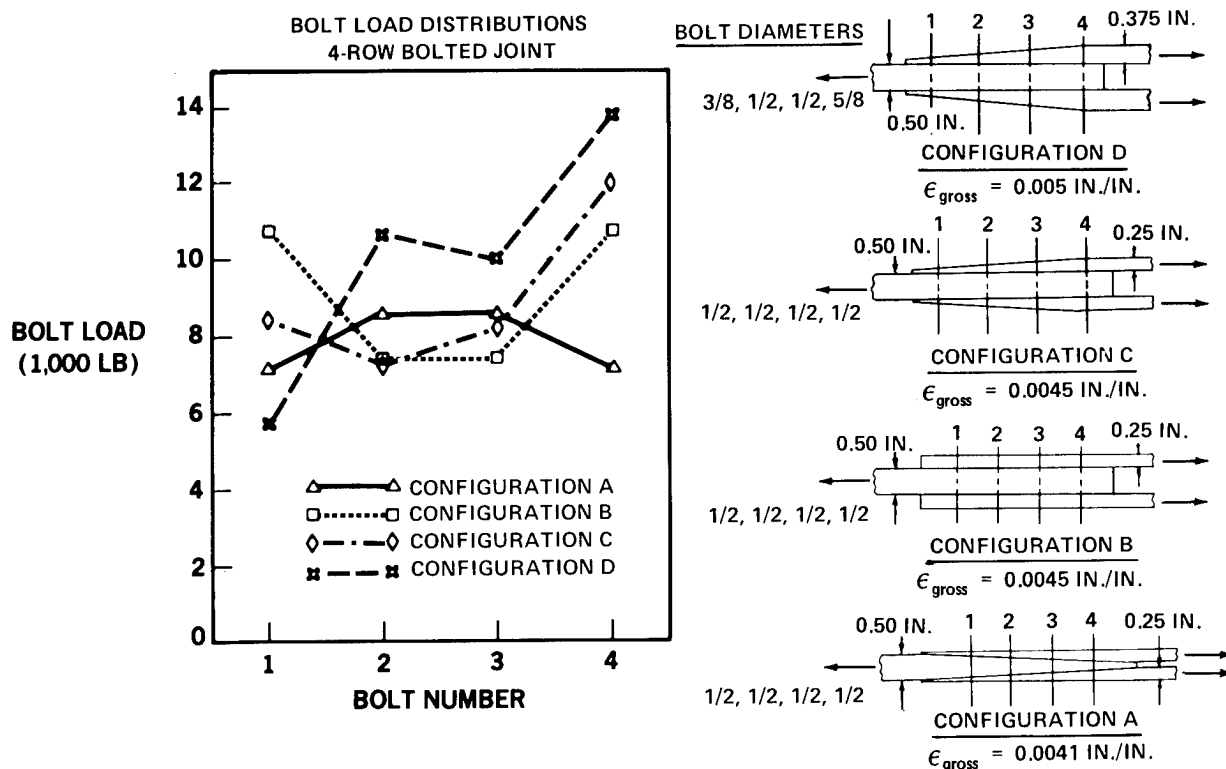 BOLT LOAD DISTRIBUTIONS
4-ROW BOLTED JOINT
BOLT LOAD
(1,000 LB)
14
12
10
8
6
4
2
0
1 2 3 4
BOLT NUMBER
CONFIGURATION A
CONFIGURATION B
CONFIGURATION C
CONFIGURATION D
BOLT DIAMETERS
1 2 3 4
0.375 IN.
3/8, 1/2, 1/2, 5/8
0.50 IN.
CONFIGURATION D
ϵgross = 0.005 IN./IN.
1 2 3 4
0.50 IN.
0.25 IN.
1/2, 1/2, 1/2, 1/2
CONFIGURATION C
ϵgross = 0.0045 IN./IN.
1 2 3 4
0.50 IN.
0.25 IN.
1/2, 1/2, 1/2, 1/2
CONFIGURATION B
ϵgross = 0.0045 IN./IN.
0.50 IN.
1 2 3 4
0.25 IN.
1/2, 1/2, 1/2, 1/2
CONFIGURATION A
ϵgross = 0.0041 IN./IN.